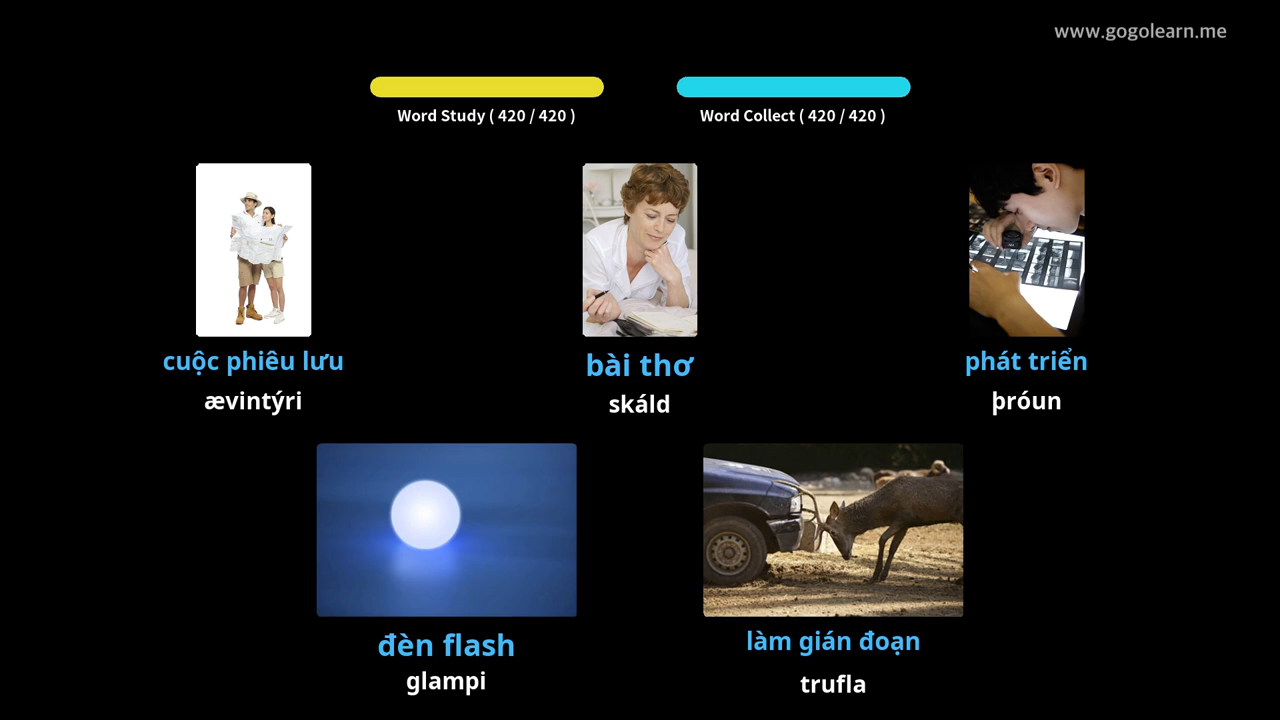 www.gogolearn.me
Word Study ( 420 / 420 )
Word Collect ( 420 / 420 )
cuộc phiêu lưu
ævintýri
bài thơ
skáld
phát triển
þróun
đèn flash
glampi
làm gián đoạn
trufla